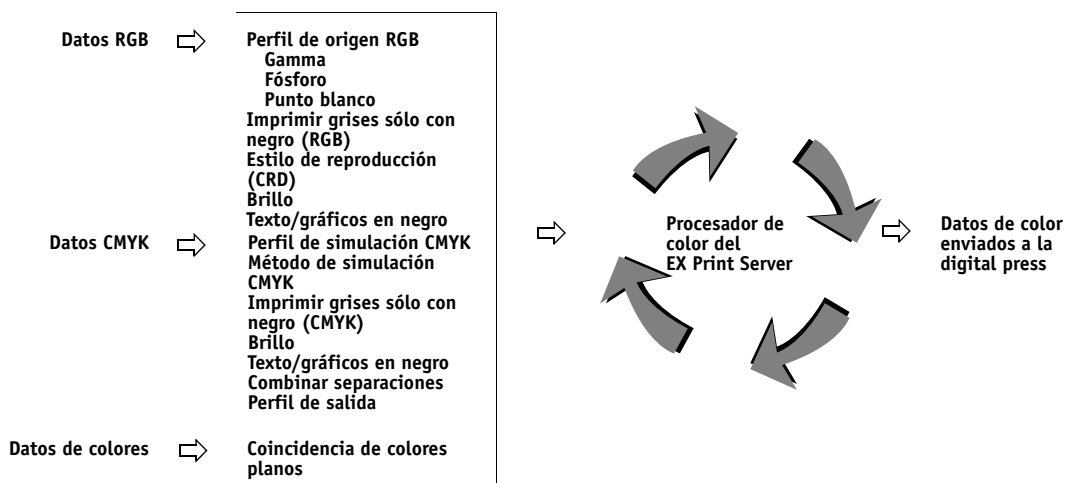 Datos RGB
Perfil de origen RGB
Gamma
Fósforo
Punto blanco
Imprimir grises sólo con
negro (RGB)
Estilo de reproducción
(CRD)
Brillo
Texto/gráficos en negro
Datos CMYK
Perfil de simulación CMYK
Método de simulación
CMYK
Imprimir grises sólo con
negro (CMYK)
Brillo
Texto/gráficos en negro
Combinar separaciones
Perfil de salida
Datos de colores
Coincidencia de colores
planos
Procesador de
color del
EX Print Server
Datos de color
enviados a la
digital press